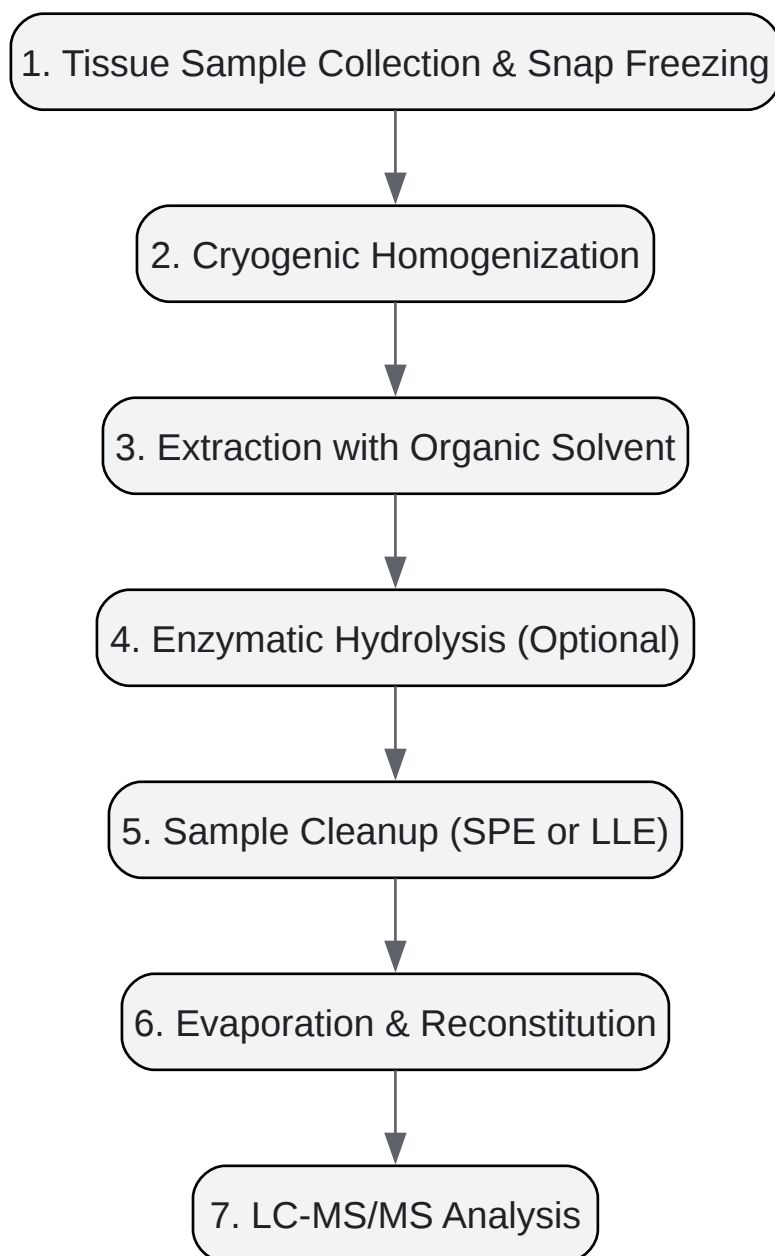 1. Tissue Sample Collection & Snap Freezing
2. Cryogenic Homogenization
3. Extraction with Organic Solvent
4. Enzymatic Hydrolysis (Optional)
5. Sample Cleanup (SPE or LLE)
6. Evaporation & Reconstitution
7. LC-MS/MS Analysis